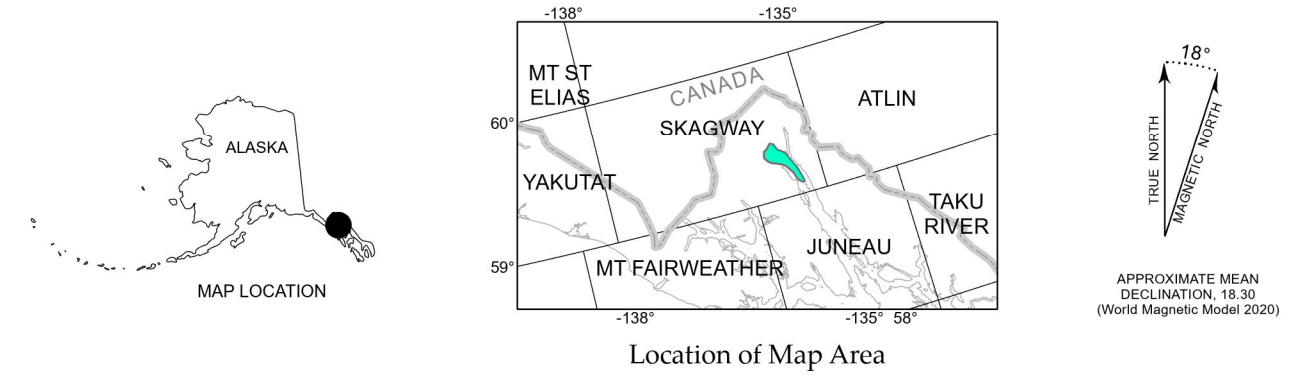 ALASKA
MAP LOCATION
-138°
-135°
MT ST
ELIAS
CANADA
ATLIN
60°
SKAGWAY
YAKUTAT
TAKU
RIVER
JUNEAU
59°
MT FAIRWEATHER
-138°
-135°
58°
Location of Map Area
18°
TRUE NORTH
MAGNETIC NORTH
APPROXIMATE MEAN
DECLINATION, 18.30
(World Magnetic Model 2020)